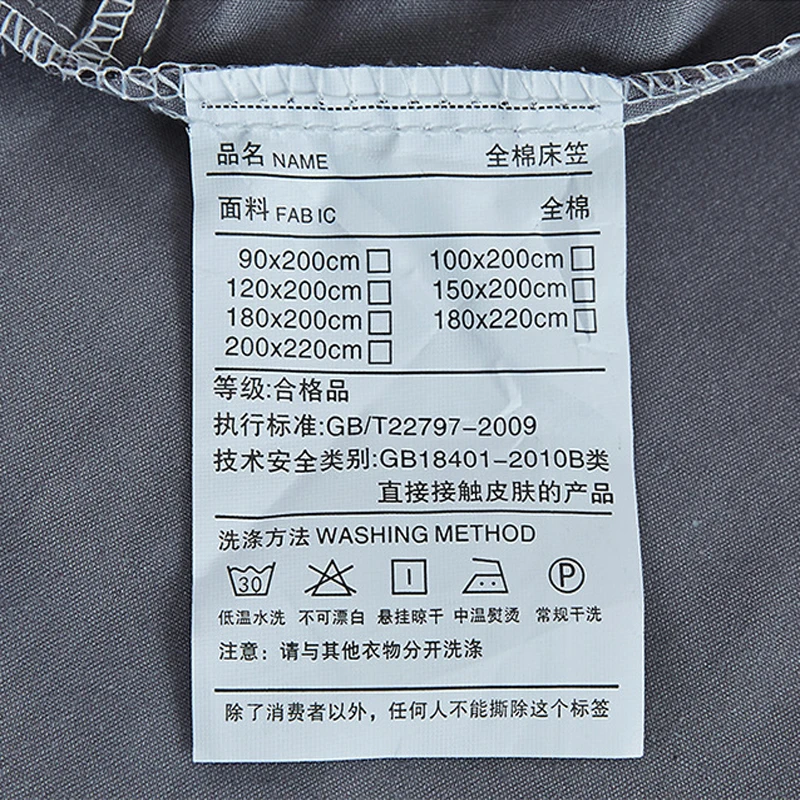 品名 NAME 全棉床笠
面料 FABIC 全棉
90x200cm□ 100x200cm□
120x200cm□ 150x200cm□
180x200cm□ 180x220cm□
200x220cm□
等级:合格品
执行标准:GB/T22797-2009
技术安全类别:GB18401-2010B类
直接接触皮肤的产品
洗涤方法 WASHING METHOD
30 P
低温水洗 不可漂白 悬挂晾干 中温熨烫 常规干洗
注意：请与其他衣物分开洗涤
除了消费者以外，任何人不能撕除这个标签